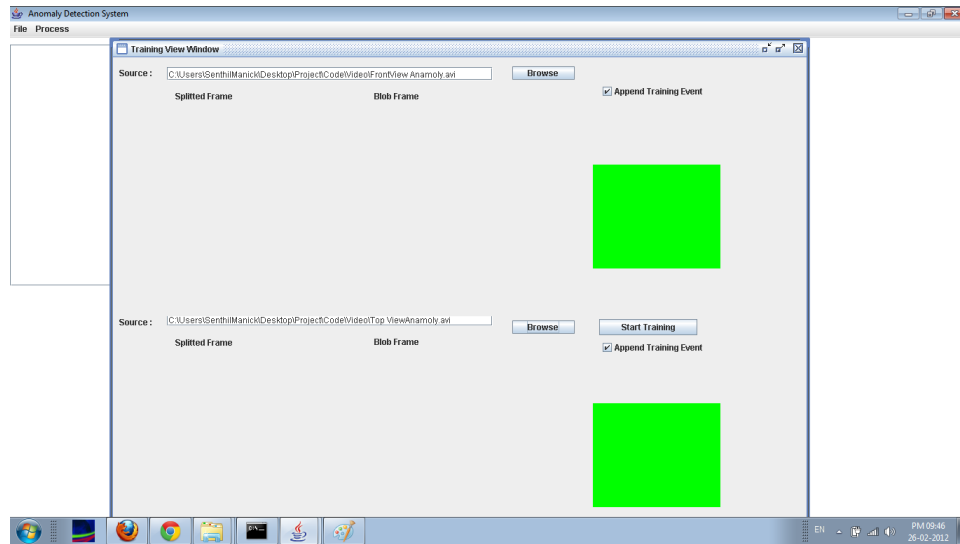 Anomaly Detection System
File Process
Training View Window
Source : C:\Users\SenthilManick\Desktop\Project\Code\Video\FrontView Anamoly.avi Browse
Append Training Event
Splitted Frame Blob Frame
Source : C:\Users\SenthilManick\Desktop\Project\Code\Video\Top ViewAnamoly.avi Browse Start Training
Splitted Frame Blob Frame
Append Training Event
EN PM 09:46
26-02-2012